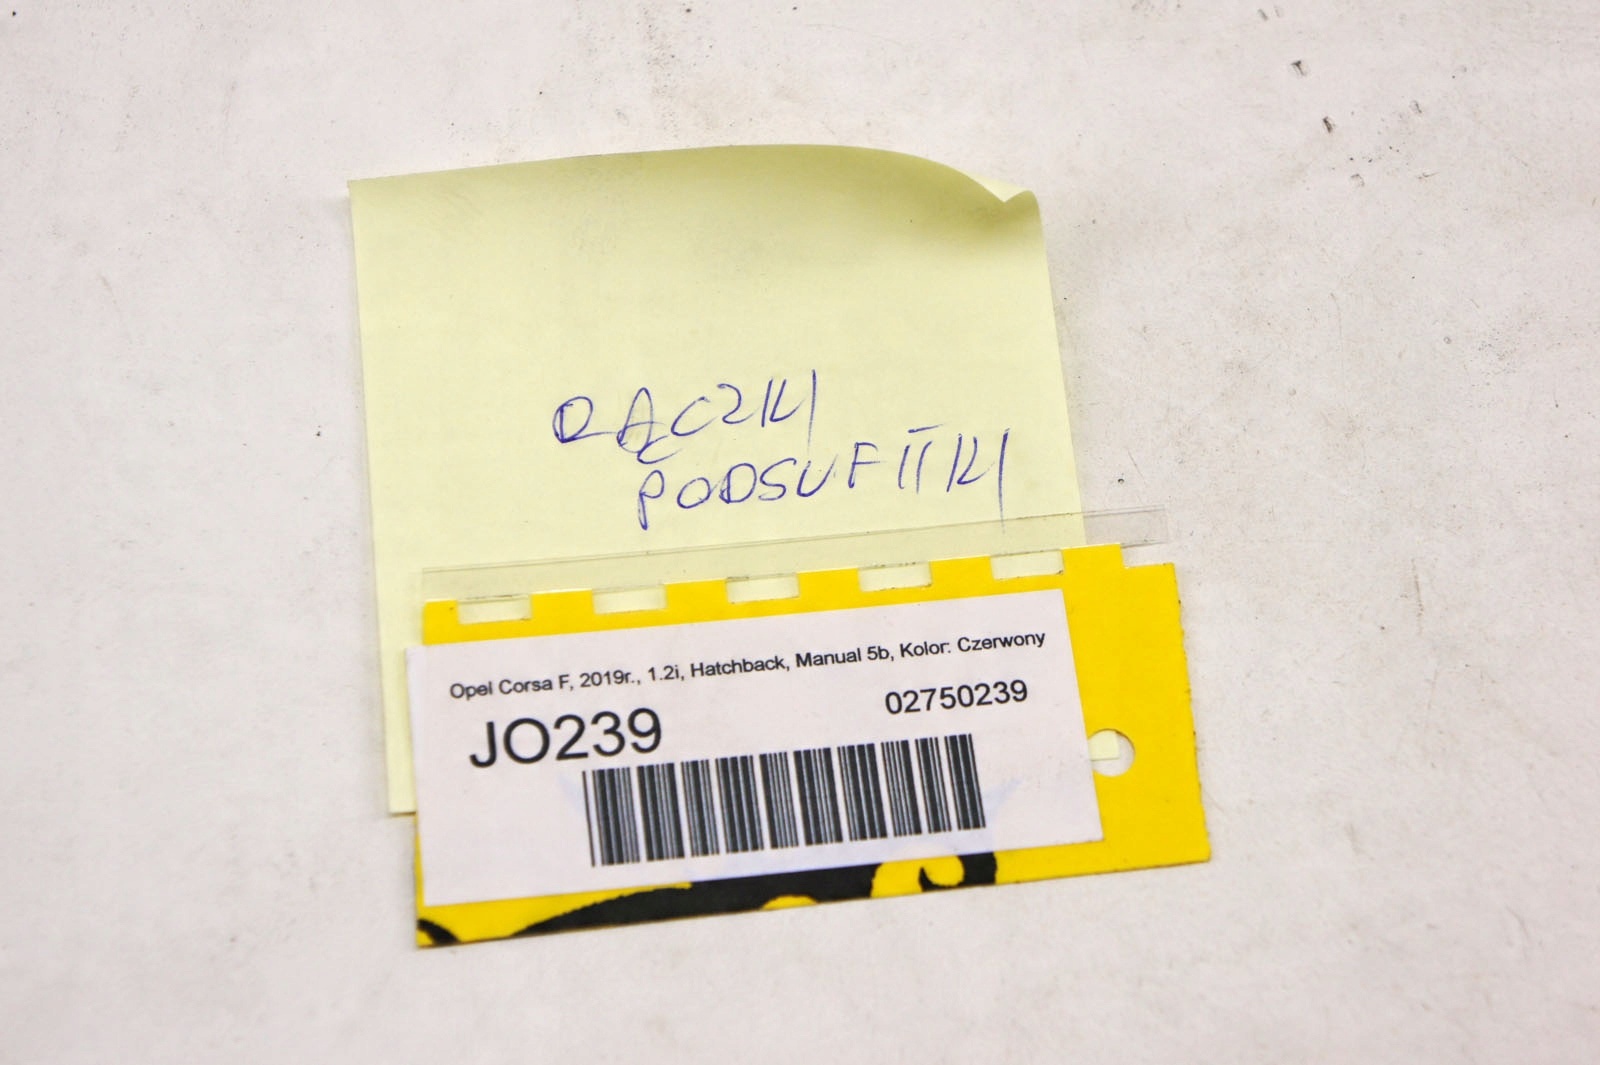 RĄCZKI
PODSUFITKI
Opel Corsa F, 2019r., 1.2i, Hatchback, Manual 5b, Kolor: Czerwony
JO239
02750239